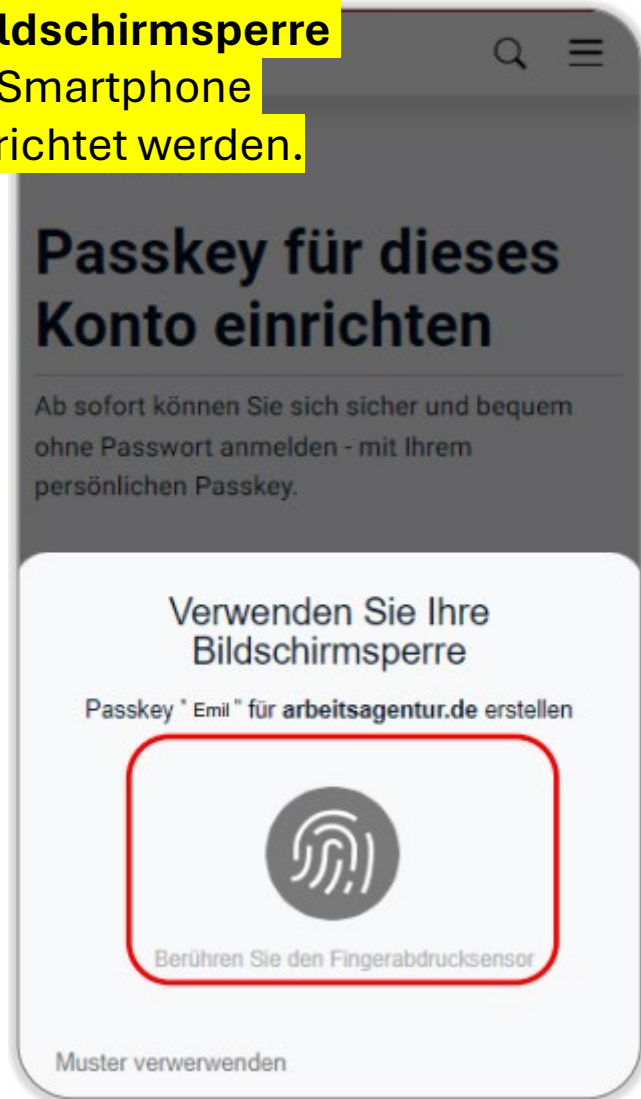 ldschirmsperre
Smartphone
richtet werden.
Passkey für dieses
Konto einrichten
Ab sofort können Sie sich sicher und bequem
ohne Passwort anmelden - mit Ihrem
persönlichen Passkey.
Verwenden Sie Ihre
Bildschirmsperre
Passkey " Emil " für arbeitsagentur.de erstellen
Berühren Sie den Fingerabdrucksensor
Muster verwerwenden